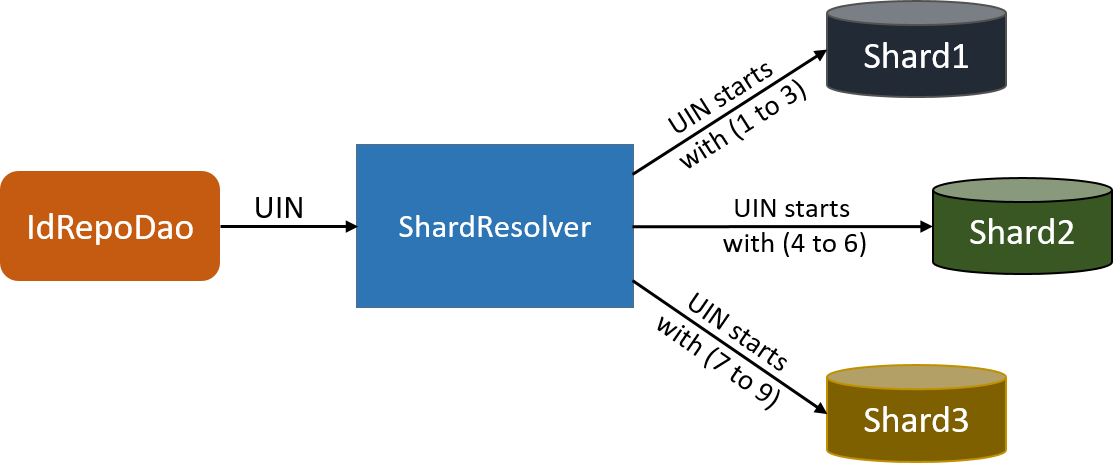 IdRepoDao
UIN
ShardResolver
UIN starts
with (1 to 3)
Shard1
UIN starts
with (4 to 6)
Shard2
UIN starts
with (7 to 9)
Shard3